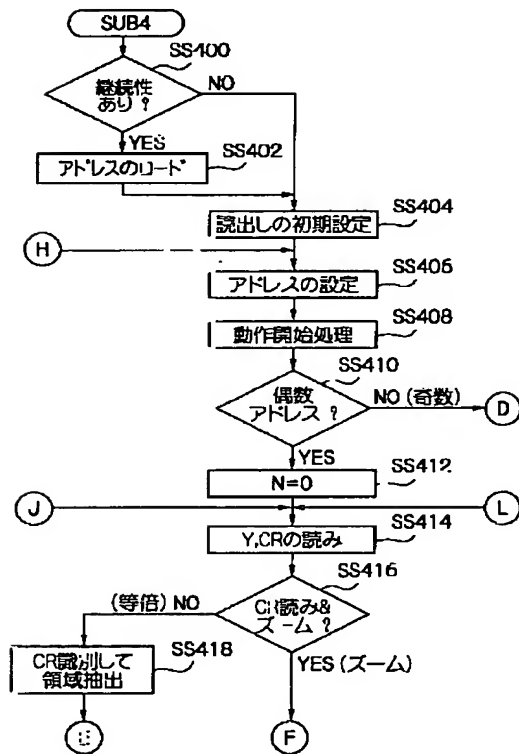 SUB4
SS400
継続性
あり ?
NO
YES
SS402
アドレスのロード
SS404
読出しの初期設定
H
SS406
アドレスの設定
SS408
動作開始処理
SS410
偶数
アドレス ?
NO (奇数)
D
YES
SS412
N=0
J
L
SS414
Y,CRの読み
SS416
(等倍) NO
CR読み&
ズーム ?
SS418
YES (ズーム)
CR識別して
領域抽出
F